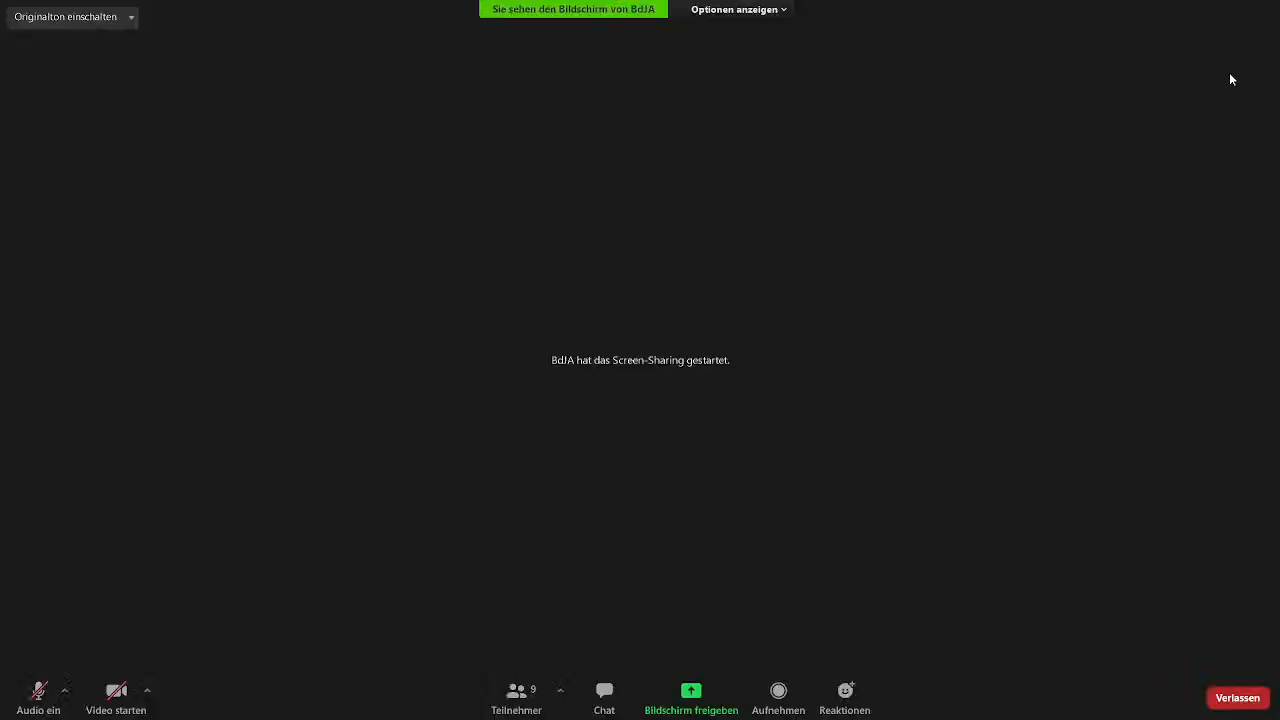 Originalton einschalten
Sie sehen den Bildschirm von BdJA
Optionen anzeigen
BdJA hat das Screen-Sharing gestartet.
Audio ein
Video starten
9
Teilnehmer
Chat
Bildschirm freigeben
Aufnehmen
Reaktionen
Verlassen